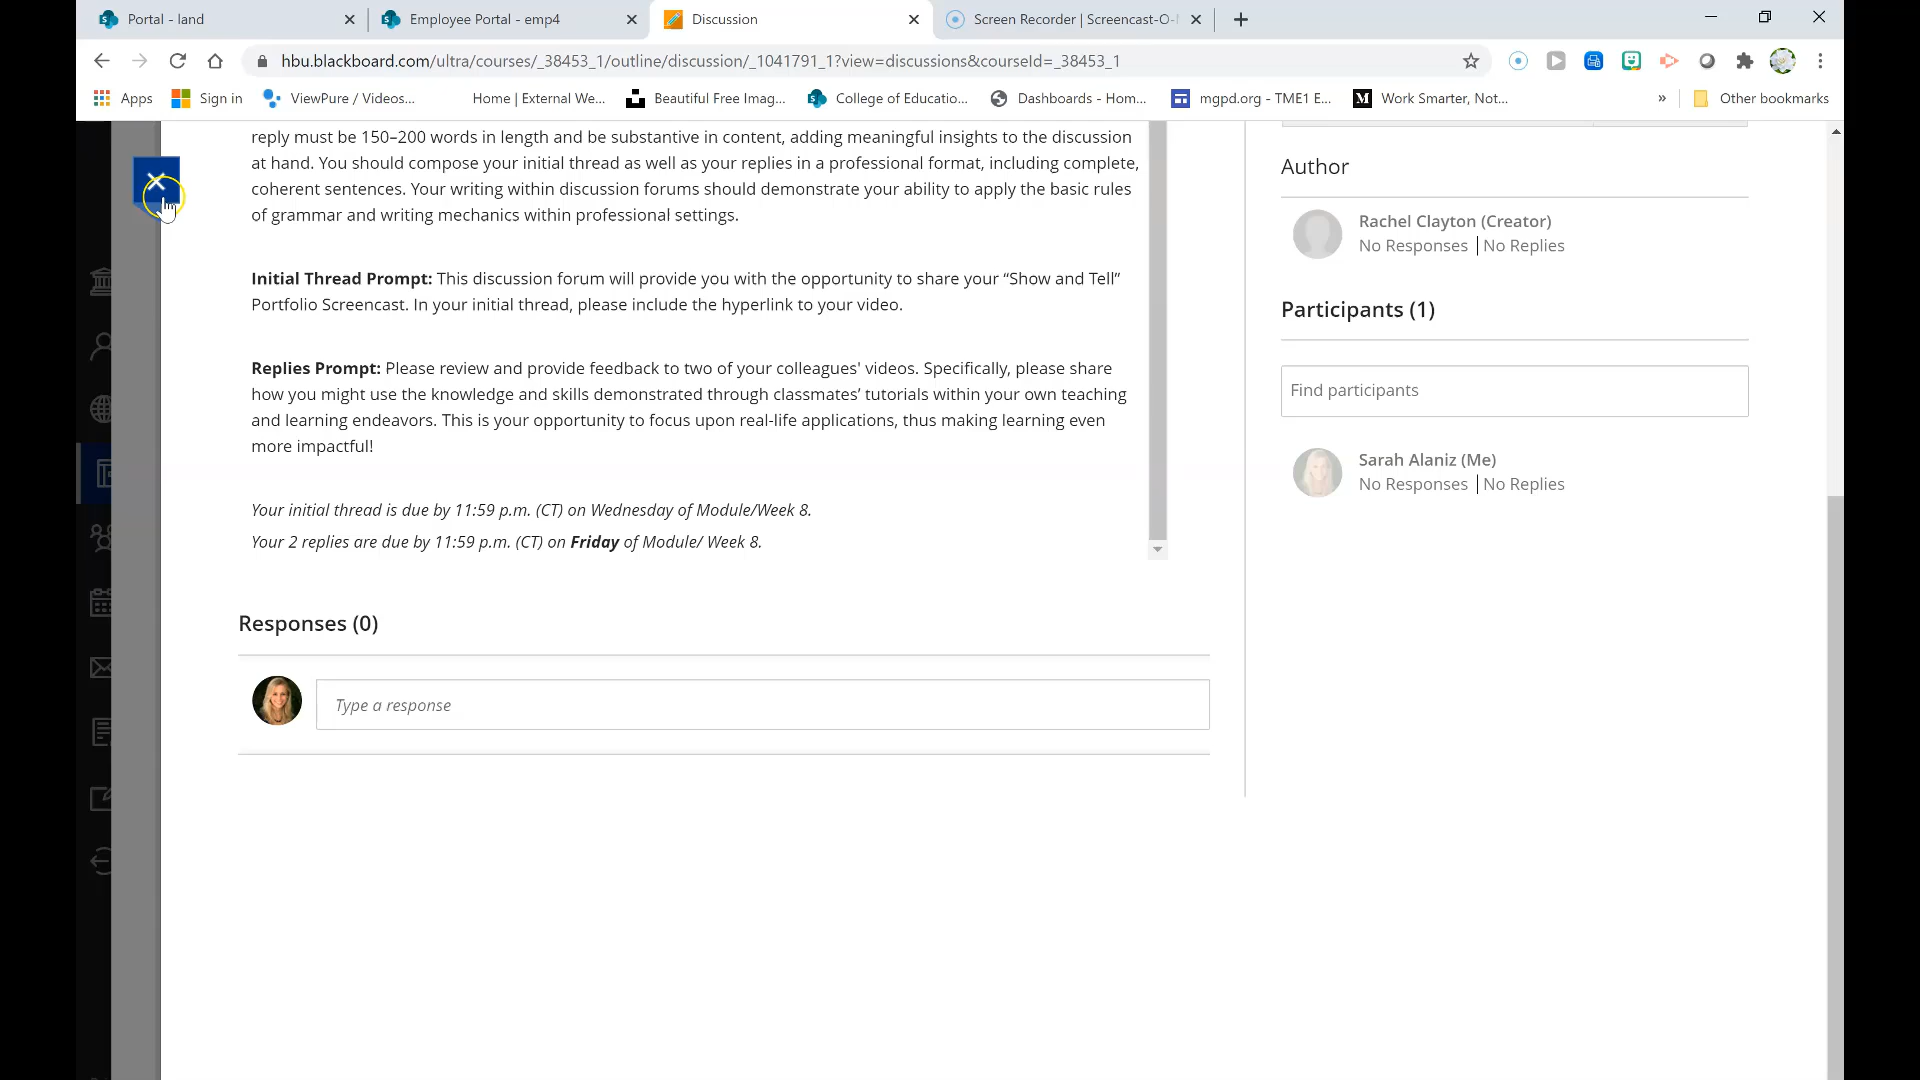 Portal - land
Employee Portal - emp4
Discussion
Screen Recorder | Screencast-O-
hbu.blackboard.com/ultra/courses/_38453_1/outline/discussion/_1041791_1?view=discussions&courseId=_38453_1
Apps
Sign in
ViewPure / Videos...
Home | External We...
Beautiful Free Imag...
College of Educatio...
Dashboards - Hom...
mgpd.org - TME1 E...
Work Smarter, Not...
»
Other bookmarks
reply must be 150–200 words in length and be substantive in content, adding meaningful insights to the discussion
at hand. You should compose your initial thread as well as your replies in a professional format, including complete,
coherent sentences. Your writing within discussion forums should demonstrate your ability to apply the basic rules
of grammar and writing mechanics within professional settings.
Initial Thread Prompt: This discussion forum will provide you with the opportunity to share your “Show and Tell”
Portfolio Screencast. In your initial thread, please include the hyperlink to your video.
Replies Prompt: Please review and provide feedback to two of your colleagues' videos. Specifically, please share
how you might use the knowledge and skills demonstrated through classmates’ tutorials within your own teaching
and learning endeavors. This is your opportunity to focus upon real-life applications, thus making learning even
more impactful!
Your initial thread is due by 11:59 p.m. (CT) on Wednesday of Module/Week 8.
Your 2 replies are due by 11:59 p.m. (CT) on Friday of Module/ Week 8.
Responses (0)
Type a response
Author
Rachel Clayton (Creator)
No Responses | No Replies
Participants (1)
Find participants
Sarah Alaniz (Me)
No Responses | No Replies